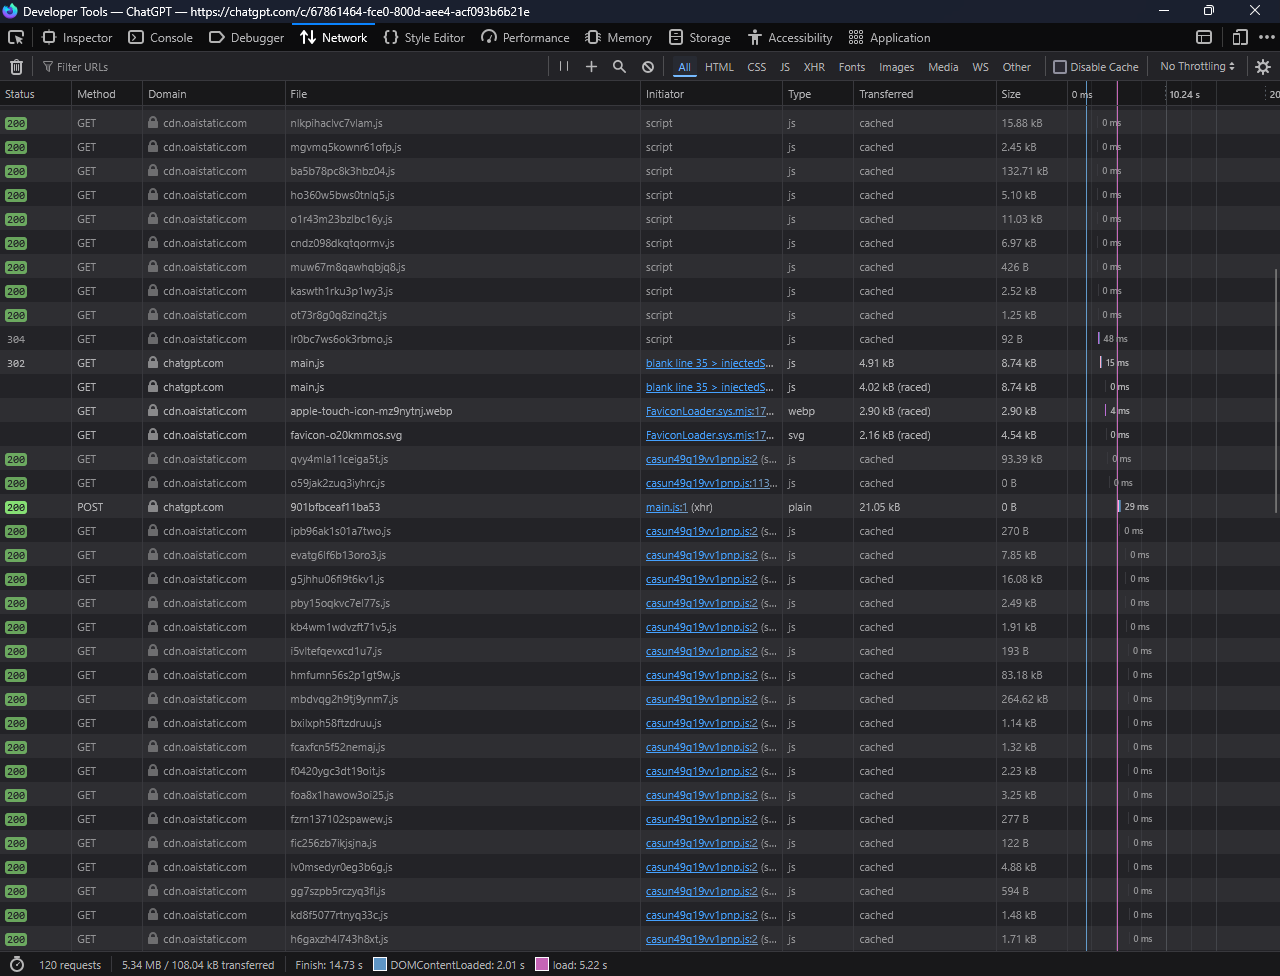 Developer Tools — ChatGPT — https://chatgpt.com/c/67861464-fce0-800d-aee4-acf093b6b21e
Inspector Console Debugger Network Style Editor Performance Memory Storage Accessibility Application
Filter URLs All HTML CSS JS XHR Fonts Images Media WS Other Disable Cache No Throttling
Status Method Domain File Initiator Type Transferred Size 0 ms 10.24 s 20
200 GET cdn.oaistatic.com nlkpihaclvc7vlam.js script js cached 15.88 kB 0 ms
200 GET cdn.oaistatic.com mgvmq5kownr61ofp.js script js cached 2.45 kB 0 ms
200 GET cdn.oaistatic.com ba5b78pc8k3hbz04.js script js cached 132.71 kB 0 ms
200 GET cdn.oaistatic.com ho360w5bws0tnlq5.js script js cached 5.10 kB 0 ms
200 GET cdn.oaistatic.com o1r43m23bzlbc16y.js script js cached 11.03 kB 0 ms
200 GET cdn.oaistatic.com cndz098dkqtqormv.js script js cached 6.97 kB 0 ms
200 GET cdn.oaistatic.com muw67m8qawhqbjq8.js script js cached 426 B 0 ms
200 GET cdn.oaistatic.com kaswth1rku3p1wy3.js script js cached 2.52 kB 0 ms
200 GET cdn.oaistatic.com ot73r8g0q8zinq2t.js script js cached 1.25 kB 0 ms
304 GET cdn.oaistatic.com lr0bc7ws6ok3rbmo.js script js cached 92 B 48 ms
302 GET chatgpt.com main.js blank line 35 > injectedS... js 4.91 kB 8.74 kB 15 ms
GET chatgpt.com main.js blank line 35 > injectedS... js 4.02 kB (raced) 8.74 kB 0 ms
GET cdn.oaistatic.com apple-touch-icon-mz9nytnj.webp FaviconLoader.sys.mjs:17... webp 2.90 kB (raced) 2.90 kB 4 ms
GET cdn.oaistatic.com favicon-o20kmmos.svg FaviconLoader.sys.mjs:17... svg 2.16 kB (raced) 4.54 kB 0 ms
200 GET cdn.oaistatic.com qvy4mla11ceiga5t.js casun49g19vv1pnp.js:2 (s... js cached 93.39 kB 0 ms
200 GET cdn.oaistatic.com o59jak2zuq3iyhrc.js casun49g19vv1pnp.js:113... js cached 0 B 0 ms
200 POST chatgpt.com 901bfbceaf11ba53 main.js:1 (xhr) plain 21.05 kB 0 B 29 ms
200 GET cdn.oaistatic.com ipb96ak1s01a7two.js casun49g19vv1pnp.js:2 (s... js cached 270 B 0 ms
200 GET cdn.oaistatic.com evatg6lf6b13oro3.js casun49g19vv1pnp.js:2 (s... js cached 7.85 kB 0 ms
200 GET cdn.oaistatic.com g5jhhu06fl9t6kv1.js casun49g19vv1pnp.js:2 (s... js cached 16.08 kB 0 ms
200 GET cdn.oaistatic.com pby15oqkvc7el77s.js casun49g19vv1pnp.js:2 (s... js cached 2.49 kB 0 ms
200 GET cdn.oaistatic.com kb4wm1wdvzft71v5.js casun49g19vv1pnp.js:2 (s... js cached 1.91 kB 0 ms
200 GET cdn.oaistatic.com i5vltefqevxcd1u7.js casun49g19vv1pnp.js:2 (s... js cached 193 B 0 ms
200 GET cdn.oaistatic.com hmfumn56s2p1gt9w.js casun49g19vv1pnp.js:2 (s... js cached 83.18 kB 0 ms
200 GET cdn.oaistatic.com mbdvqg2h9tj9ynm7.js casun49g19vv1pnp.js:2 (s... js cached 264.62 kB 0 ms
200 GET cdn.oaistatic.com bxilxph58ftzdruu.js casun49g19vv1pnp.js:2 (s... js cached 1.14 kB 0 ms
200 GET cdn.oaistatic.com fcaxfcn5f52nemaj.js casun49g19vv1pnp.js:2 (s... js cached 1.32 kB 0 ms
200 GET cdn.oaistatic.com f0420ygc3dt19oit.js casun49g19vv1pnp.js:2 (s... js cached 2.23 kB 0 ms
200 GET cdn.oaistatic.com foa8x1hawow3oi25.js casun49g19vv1pnp.js:2 (s... js cached 3.25 kB 0 ms
200 GET cdn.oaistatic.com fzrn137102spawew.js casun49g19vv1pnp.js:2 (s... js cached 277 B 0 ms
200 GET cdn.oaistatic.com fic256zb7ikjsjna.js casun49g19vv1pnp.js:2 (s... js cached 122 B 0 ms
200 GET cdn.oaistatic.com lv0msedyr0eg3b6g.js casun49g19vv1pnp.js:2 (s... js cached 4.88 kB 0 ms
200 GET cdn.oaistatic.com gg7szpb5rczyq3fl.js casun49g19vv1pnp.js:2 (s... js cached 594 B 0 ms
200 GET cdn.oaistatic.com kd8f5077rtnyq33c.js casun49g19vv1pnp.js:2 (s... js cached 1.48 kB 0 ms
200 GET cdn.oaistatic.com h6gaxzh4l743h8xt.js casun49g19vv1pnp.js:2 (s... js cached 1.71 kB 0 ms
120 requests 5.34 MB / 108.04 kB transferred Finish: 14.73 s DOMContentLoaded: 2.01 s load: 5.22 s